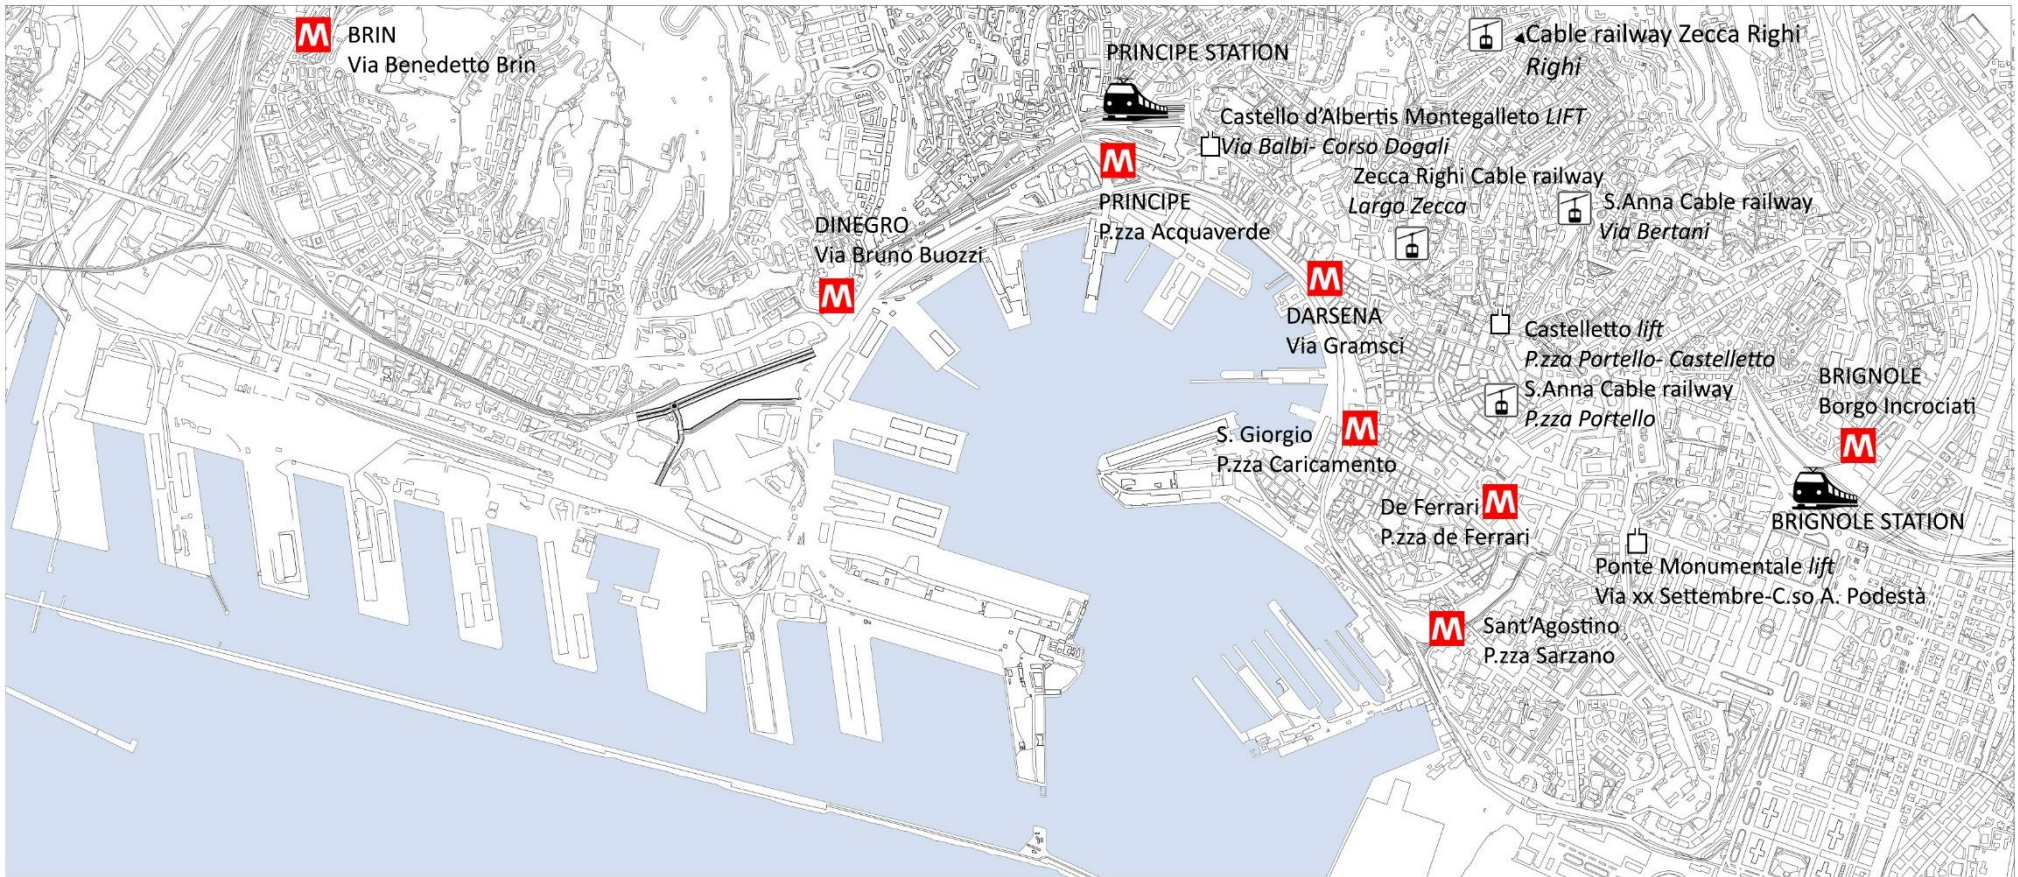 M
BRIN
Via Benedetto Brin
Cable railway Zecca Righi
Righi
PRINCIPE STATION
Castello d'Albertis Montegalleto LIFT
Via Balbi- Corso Dogali
M
PRINCIPE
P.zza Acquaverde
Zecca Righi Cable railway
Largo Zecca
S.Anna Cable railway
Via Bertani
DINEGRO
Via Bruno Buozzi
M
M
DARSENA
Via Gramsci
Castelletto lift
P.zza Portello- Castelletto
S.Anna Cable railway
P.zza Portello
BRIGNOLE
Borgo Incrociati
M
BRIGNOLE STATION
M
S. Giorgio
P.zza Caricamento
De Ferrari
M
P.zza de Ferrari
Ponte Monumentale lift
Via xx Settembre-C.so A. Podestà
M
Sant'Agostino
P.zza Sarzano